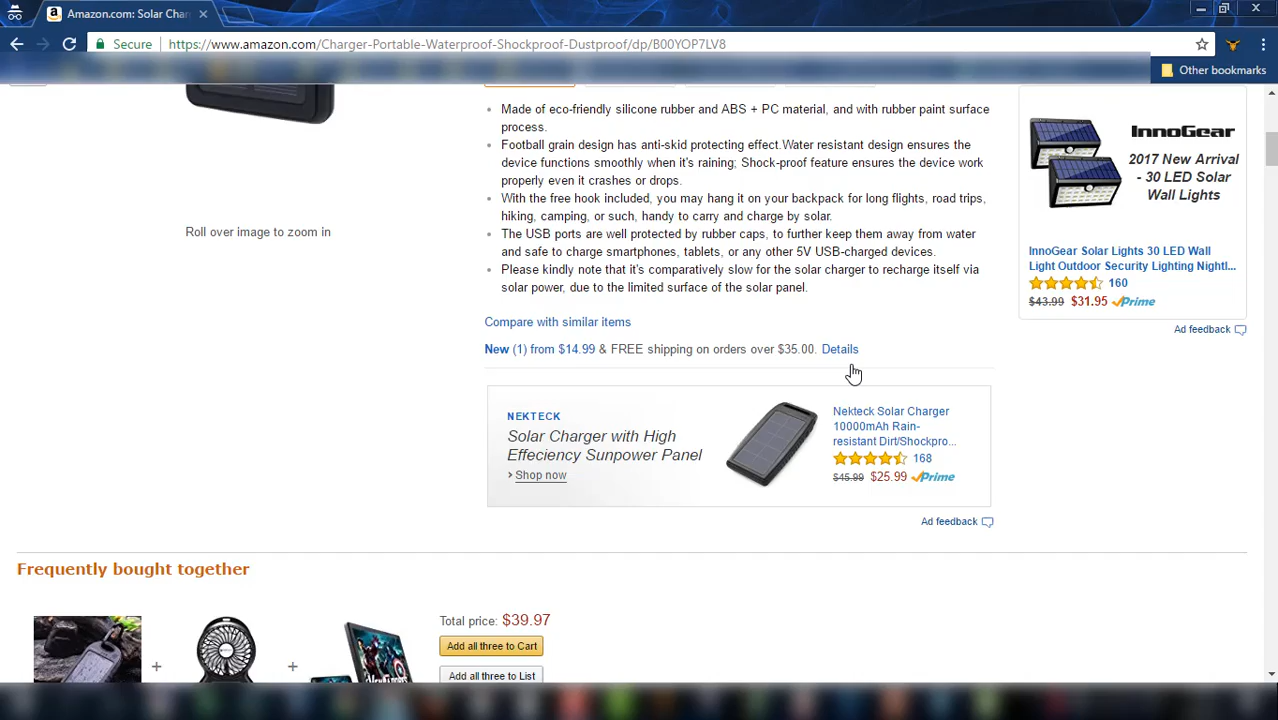 Amazon.com: Solar Char
Secure https://www.amazon.com/Charger-Portable-Waterproof-Shockproof-Dustproof/dp/B00YOP7LV8
Other bookmarks
Made of eco-friendly silicone rubber and ABS + PC material, and with rubber paint surface
process.
Football grain design has anti-skid protecting effect.Water resistant design ensures the
device functions smoothly when it's raining; Shock-proof feature ensures the device work
properly even it crashes or drops.
With the free hook included, you may hang it on your backpack for long flights, road trips,
hiking, camping, or such, handy to carry and charge by solar.
The USB ports are well protected by rubber caps, to further keep them away from water
and safe to charge smartphones, tablets, or any other 5V USB-charged devices.
Please kindly note that it's comparatively slow for the solar charger to recharge itself via
solar power, due to the limited surface of the solar panel.
Roll over image to zoom in
Compare with similar items
New (1) from $14.99 & FREE shipping on orders over $35.00. Details
InnoGear
2017 New Arrival
- 30 LED Solar
Wall Lights
InnoGear Solar Lights 30 LED Wall
Light Outdoor Security Lighting Nightl...
160
$43.99 $31.95 Prime
Ad feedback
NEKTECK
Solar Charger with High
Effeciency Sunpower Panel
› Shop now
Nekteck Solar Charger
10000mAh Rain-
resistant Dirt/Shockpro...
168
$45.99 $25.99 Prime
Ad feedback
Frequently bought together
+ +
Total price: $39.97
Add all three to Cart
Add all three to List